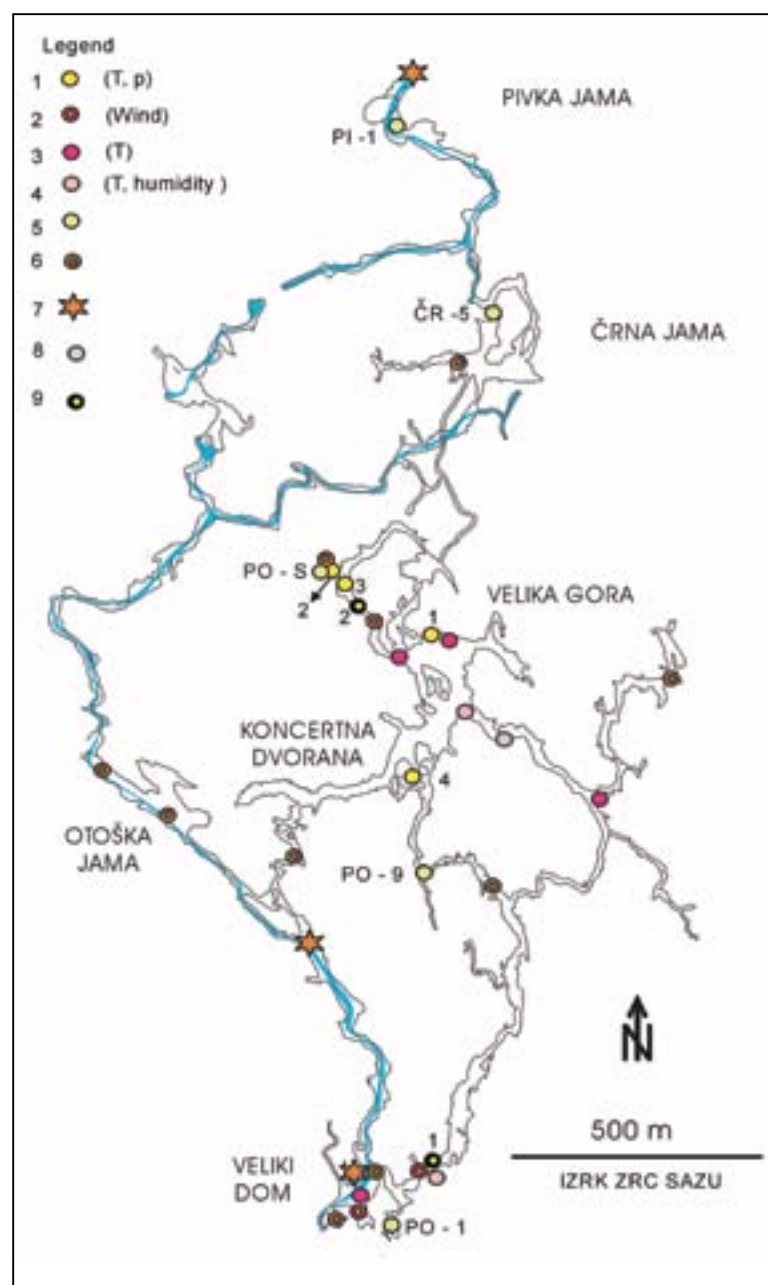 Legend
1 (T, p)
2 (Wind)
3 (T)
4 (T, humidity )
5
6
7
8
9
PIVKA JAMA
PI -1
ČR -5
ČRNA JAMA
PO - S
3
2
2
1
VELIKA GORA
KONCERTNA
DVORANA
4
OTOŠKA
JAMA
PO - 9
N
500 m
IZRK ZRC SAZU
1
VELIKI
DOM
PO - 1